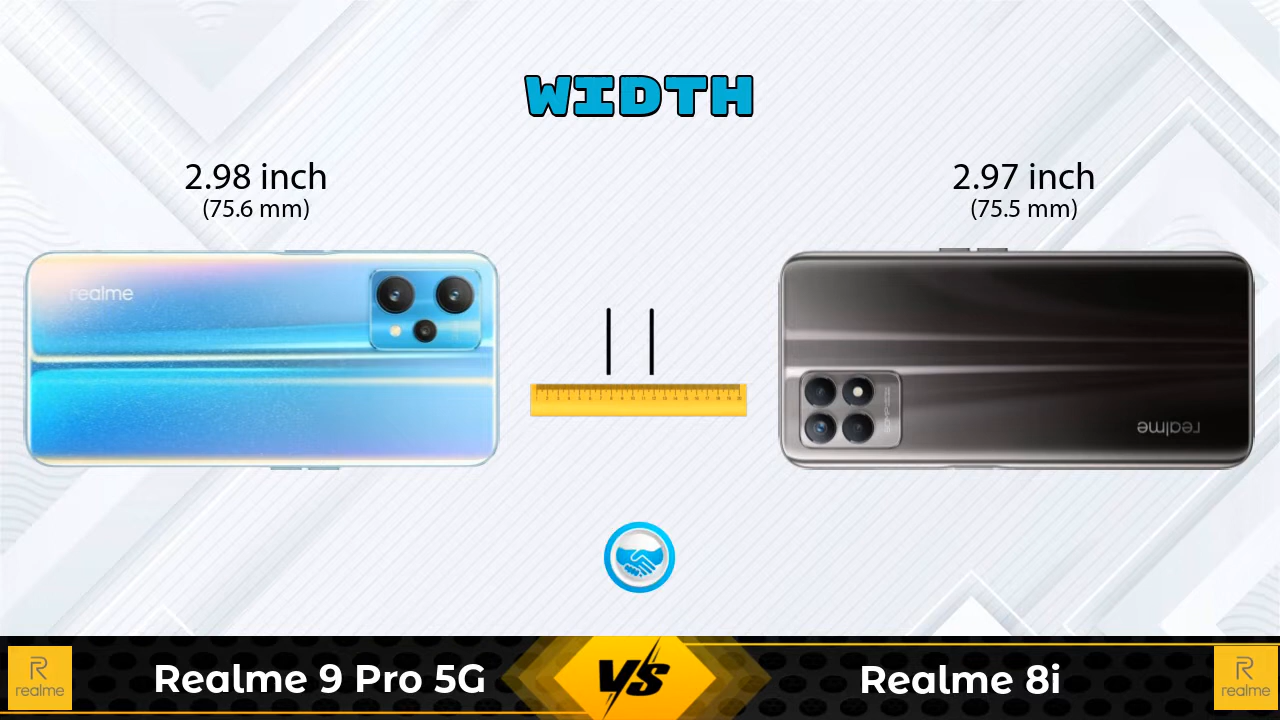 WIDTH
2.98 inch
(75.6 mm)
2.97 inch
(75.5 mm)
realme
realme
Realme 9 Pro 5G
VS
Realme 8i
realme
realme